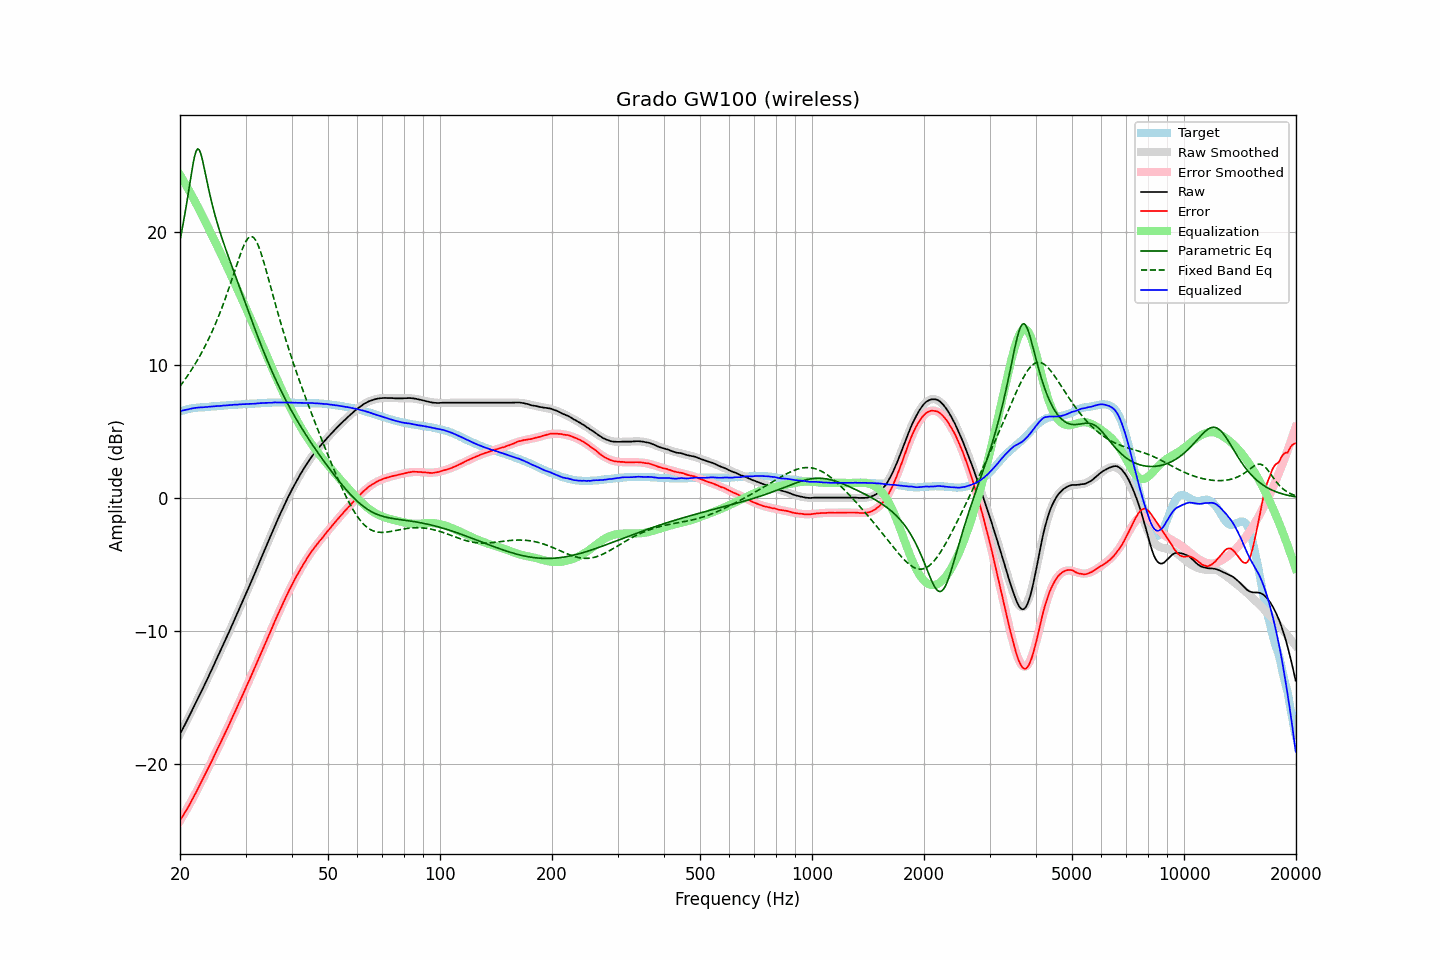 Grado GW100 (wireless)
Target
Raw Smoothed
Error Smoothed
Raw
Error
Equalization
Parametric Eq
Fixed Band Eq
Equalized
Amplitude (dBr)
20
10
0
−10
−20
20 50 100 200 500 1000 2000 5000 10000 20000
Frequency (Hz)